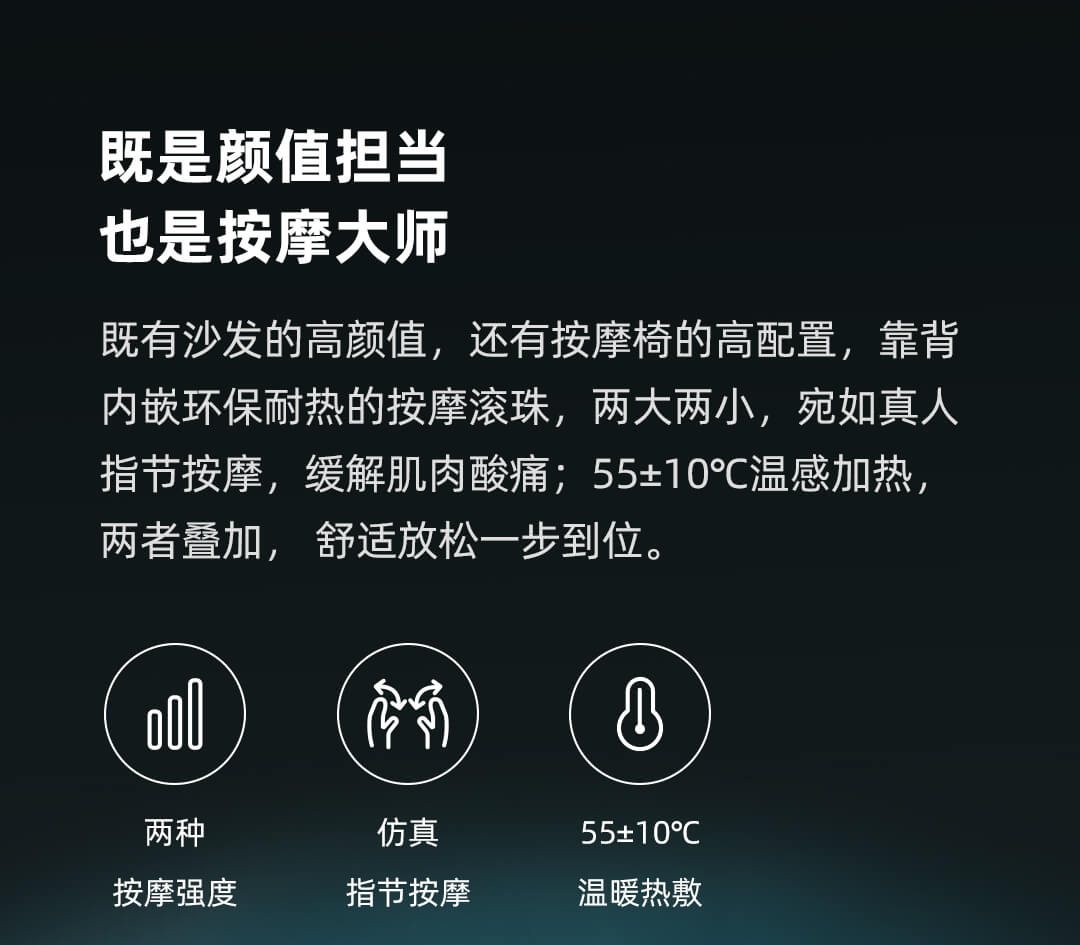 既是颜值担当
也是按摩大师
既有沙发的高颜值，还有按摩椅的高配置，靠背
内嵌环保耐热的按摩滚珠，两大两小，宛如真人
指节按摩，缓解肌肉酸痛；55±10℃温感加热，
两者叠加， 舒适放松一步到位。
两种
按摩强度
仿真
指节按摩
55±10℃
温暖热敷